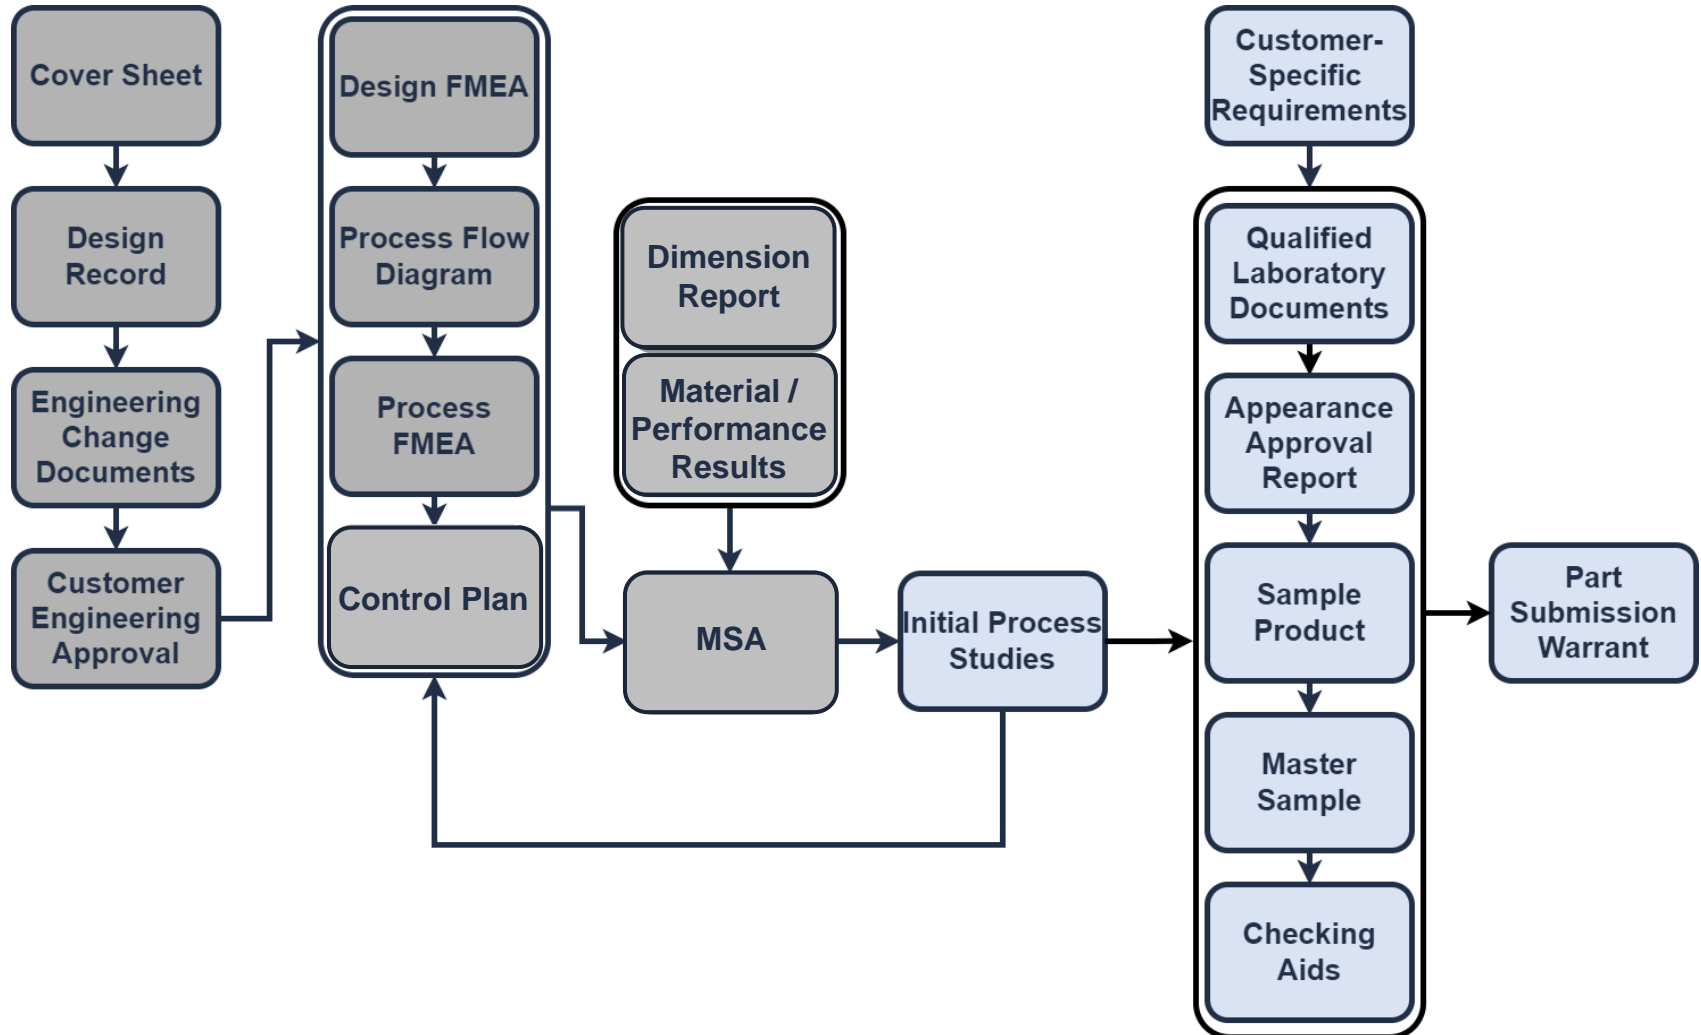 Cover Sheet
Design
Record
Engineering
Change
Documents
Customer
Engineering
Approval
Design FMEA
Process Flow
Diagram
Process
FMEA
Control Plan
Dimension
Report
Material /
Performance
Results
MSA
Initial Process
Studies
Customer-
Specific
Requirements
Qualified
Laboratory
Documents
Appearance
Approval
Report
Sample
Product
Master
Sample
Checking
Aids
Part
Submission
Warrant